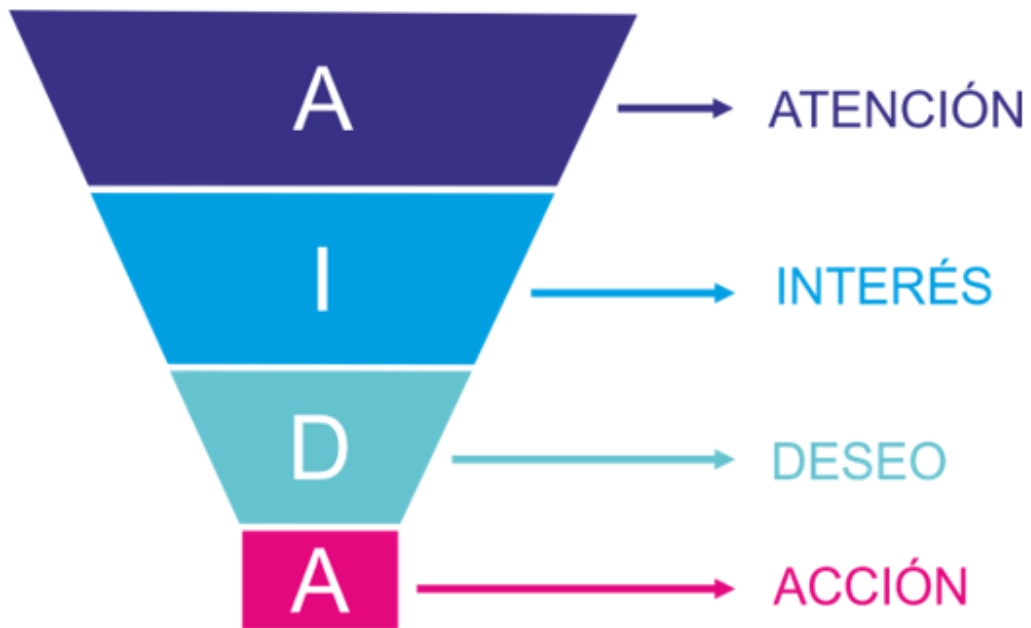 A
ATENCIÓN
I
INTERÉS
D
DESEO
A
ACCIÓN